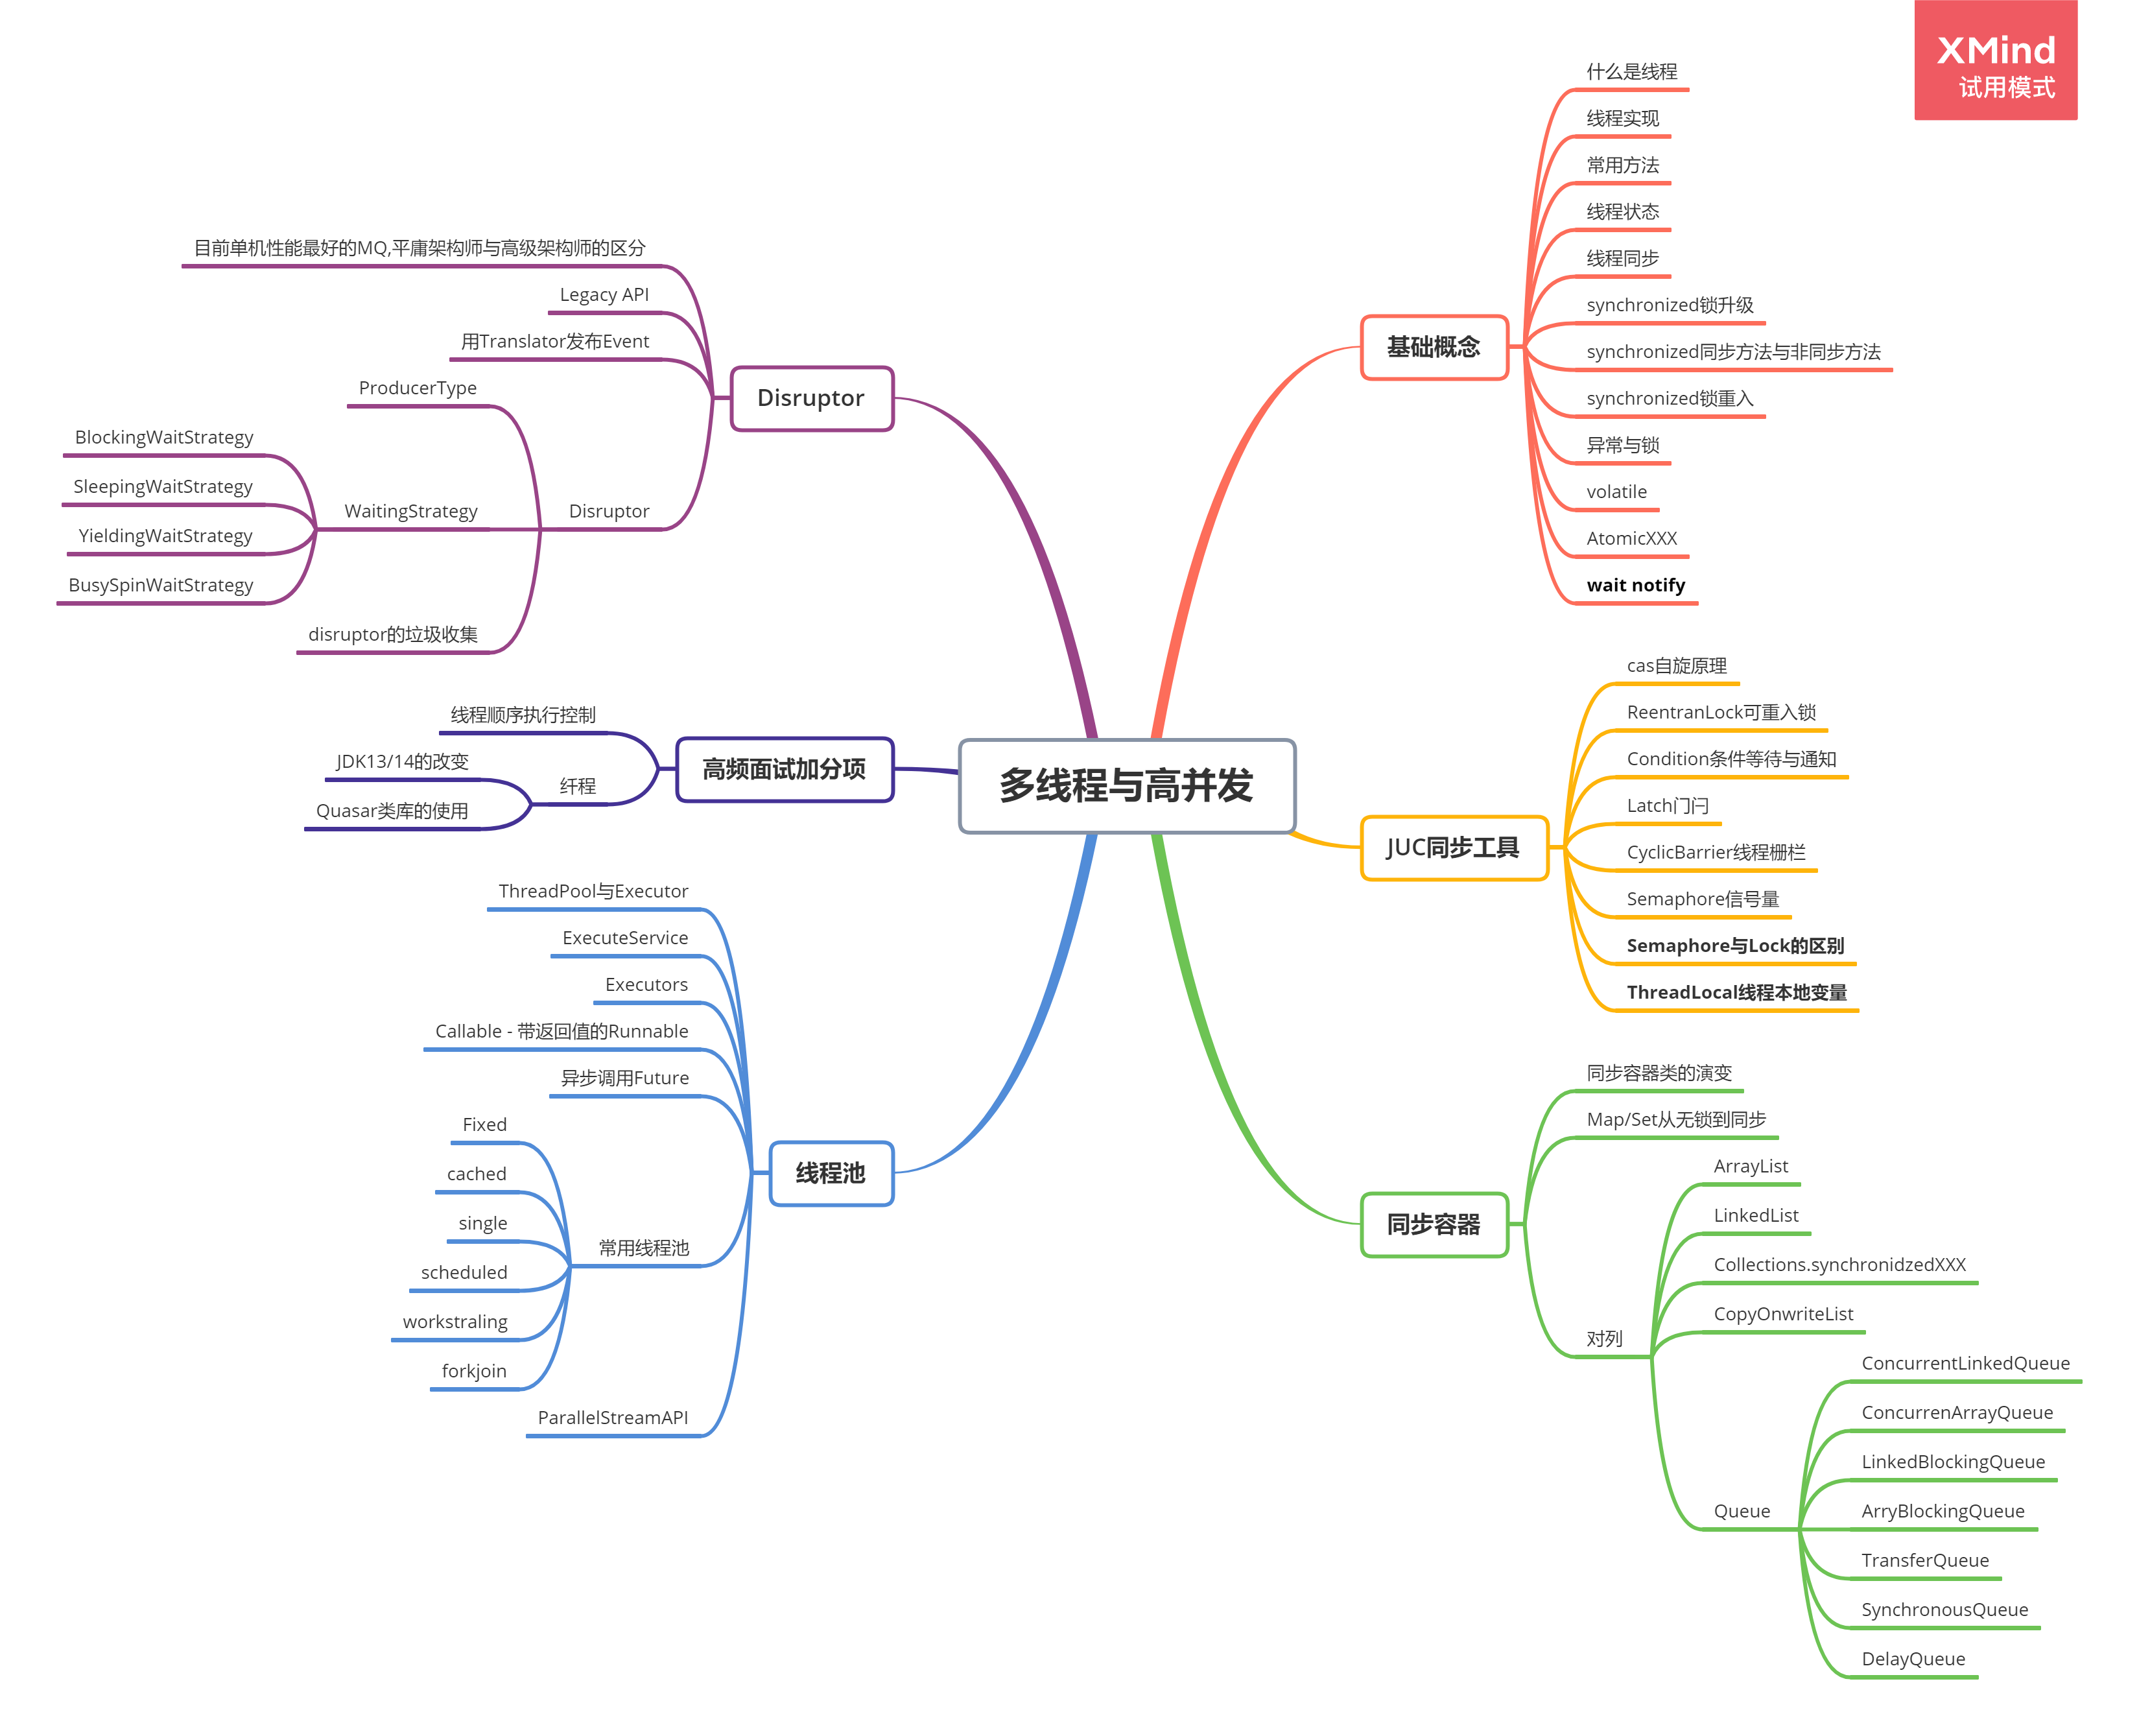 XMind
试用模式
多线程与高并发
基础概念
什么是线程
线程实现
常用方法
线程状态
线程同步
synchronized锁升级
synchronized同步方法与非同步方法
synchronized锁重入
异常与锁
volatile
AtomicXXX
wait notify
JUC同步工具
cas自旋原理
ReentranLock可重入锁
Condition条件等待与通知
Latch门闩
CyclicBarrier线程栅栏
Semaphore信号量
Semaphore与Lock的区别
ThreadLocal线程本地变量
同步容器
同步容器类的演变
Map/Set从无锁到同步
对列
ArrayList
LinkedList
Collections.synchronidzedXXX
CopyOnwriteList
Queue
ConcurrentLinkedQueue
ConcurrenArrayQueue
LinkedBlockingQueue
ArryBlockingQueue
TransferQueue
SynchronousQueue
DelayQueue
Disruptor
目前单机性能最好的MQ,平庸架构师与高级架构师的区分
Legacy API
用Translator发布Event
Disruptor
ProducerType
WaitingStrategy
BlockingWaitStrategy
SleepingWaitStrategy
YieldingWaitStrategy
BusySpinWaitStrategy
disruptor的垃圾收集
高频面试加分项
线程顺序执行控制
纤程
JDK13/14的改变
Quasar类库的使用
线程池
ThreadPool与Executor
ExecuteService
Executors
Callable - 带返回值的Runnable
异步调用Future
常用线程池
Fixed
cached
single
scheduled
workstraling
forkjoin
ParallelStreamAPI